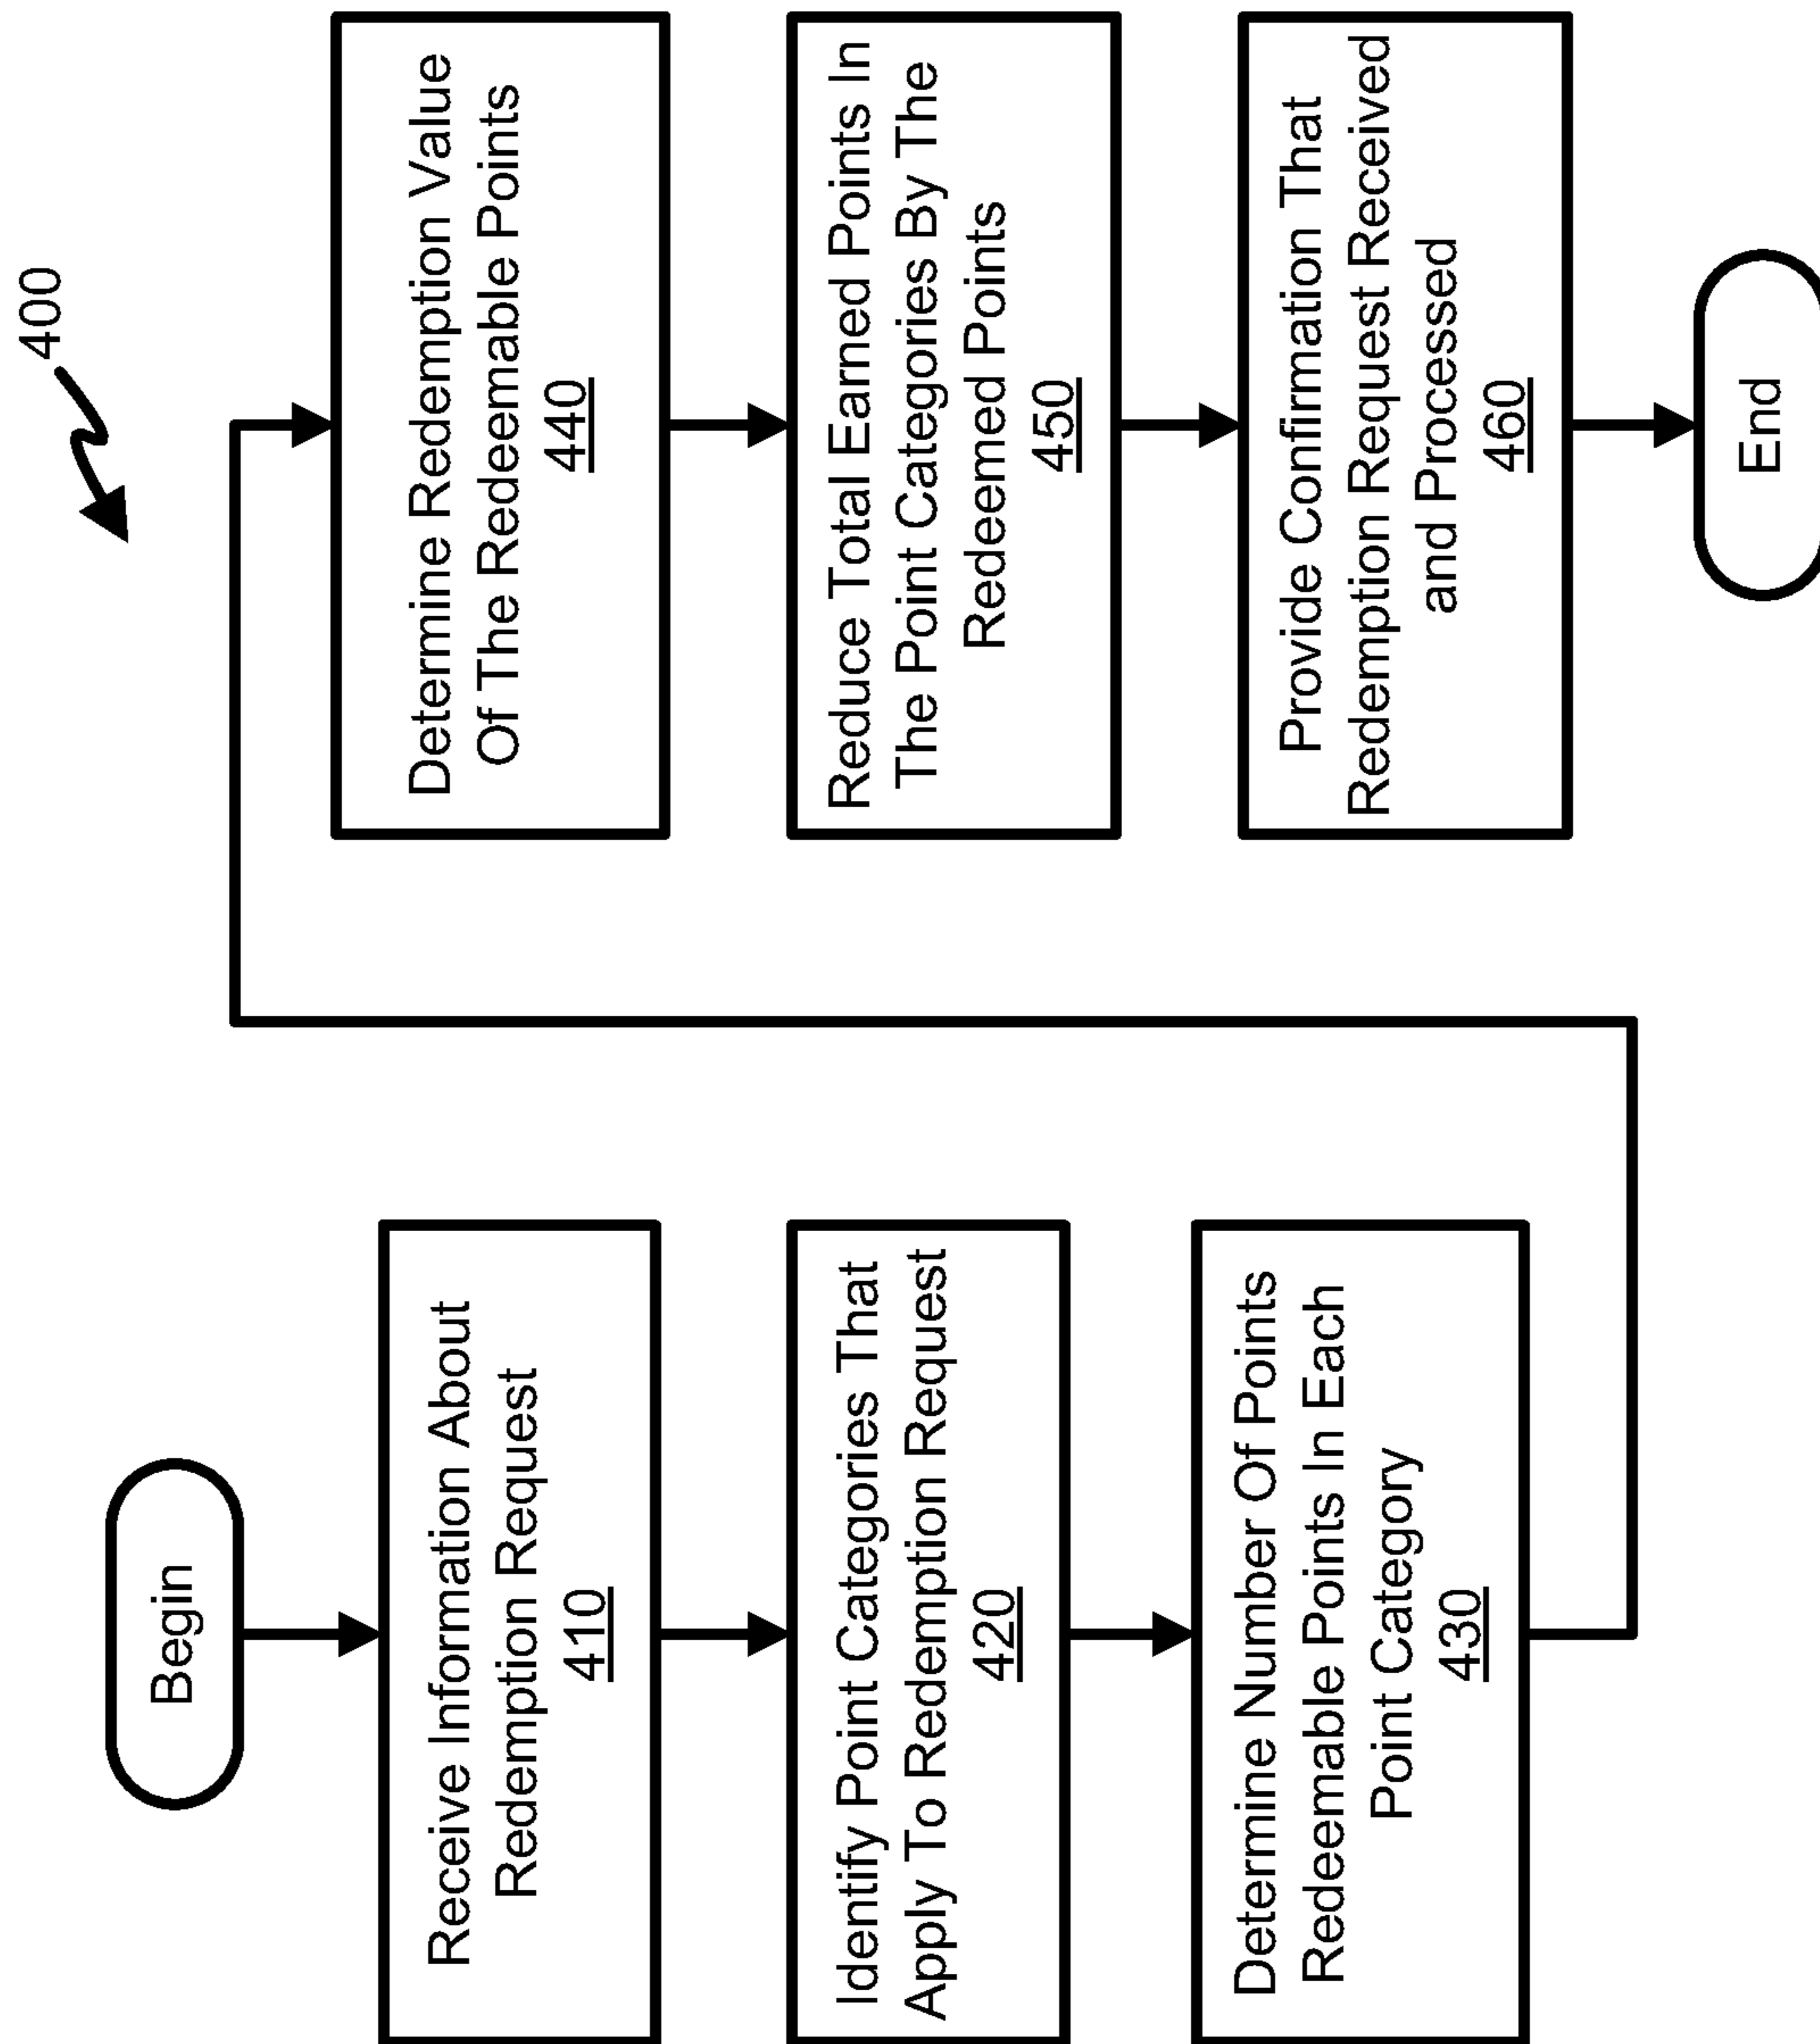 400
Begin
Receive Information About
Redemption Request
410
Identify Point Categories That
Apply To Redemption Request
420
Determine Number Of Points
Redeemable Points In Each
Point Category
430
Determine Redemption Value
Of The Redeemable Points
440
Reduce Total Earned Points In
The Point Categories By The
Redeemed Points
450
Provide Confirmation That
Redemption Request Received
and Processed
460
End